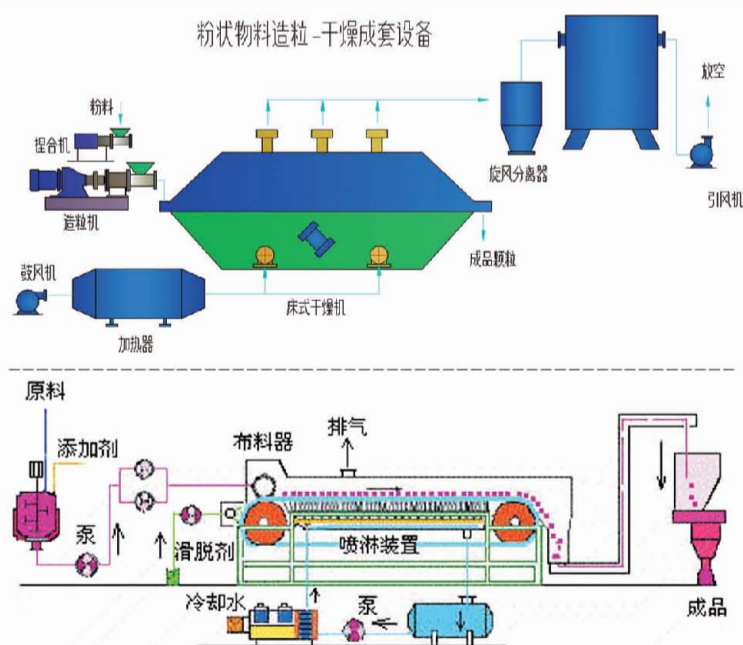 粉状物料造粒-干燥成套设备
粉料
捏合机
造粒机
鼓风机
加热器
床式干燥机
成品颗粒
旋风分离器
放空
引风机
原料
添加剂
泵
滑脱剂
布料器
排气
喷淋装置
冷却水
泵
成品